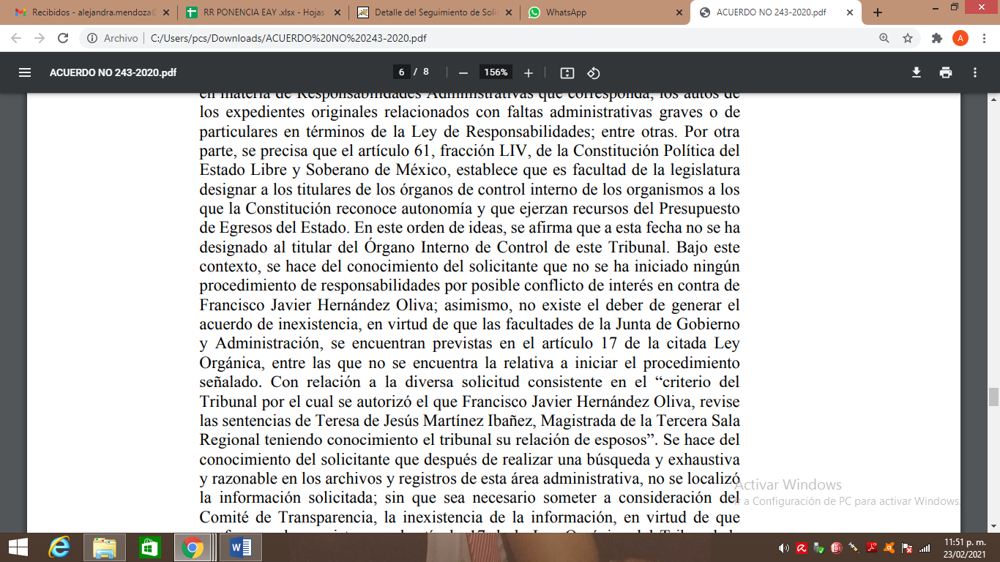 Recibidos - alejandra.mendoza@
RR PONENCIA EAY .xlsx - Hojas
Detalle del Seguimiento de Solic
WhatsApp
ACUERDO NO 243-2020.pdf
Archivo
C:/Users/pcs/Downloads/ACUERDO%20NO%20243-2020.pdf
A
ACUERDO NO 243-2020.pdf
6 / 8
156%
en materia de Responsabilidades Administrativas que corresponda, los autos de
los expedientes originales relacionados con faltas administrativas graves o de
particulares en términos de la Ley de Responsabilidades; entre otras. Por otra
parte, se precisa que el artículo 61, fracción LIV, de la Constitución Política del
Estado Libre y Soberano de México, establece que es facultad de la legislatura
designar a los titulares de los órganos de control interno de los organismos a los
que la Constitución reconoce autonomía y que ejerzan recursos del Presupuesto
de Egresos del Estado. En este orden de ideas, se afirma que a esta fecha no se ha
designado al titular del Órgano Interno de Control de este Tribunal. Bajo este
contexto, se hace del conocimiento del solicitante que no se ha iniciado ningún
procedimiento de responsabilidades por posible conflicto de interés en contra de
Francisco Javier Hernández Oliva; asimismo, no existe el deber de generar el
acuerdo de inexistencia, en virtud de que las facultades de la Junta de Gobierno
y Administración, se encuentran previstas en el artículo 17 de la citada Ley
Orgánica, entre las que no se encuentra la relativa a iniciar el procedimiento
señalado. Con relación a la diversa solicitud consistente en el “criterio del
Tribunal por el cual se autorizó el que Francisco Javier Hernández Oliva, revise
las sentencias de Teresa de Jesús Martínez Ibañez, Magistrada de la Tercera Sala
Regional teniendo conocimiento el tribunal su relación de esposos”. Se hace del
conocimiento del solicitante que después de realizar una búsqueda y exhaustiva
y razonable en los archivos y registros de esta área administrativa, no se localizó
la información solicitada; sin que sea necesario someter a consideración del
Comité de Transparencia, la inexistencia de la información, en virtud de que
Activar Windows
Ir a Configuración de PC para activar Windows.
11:51 p. m.
23/02/2021